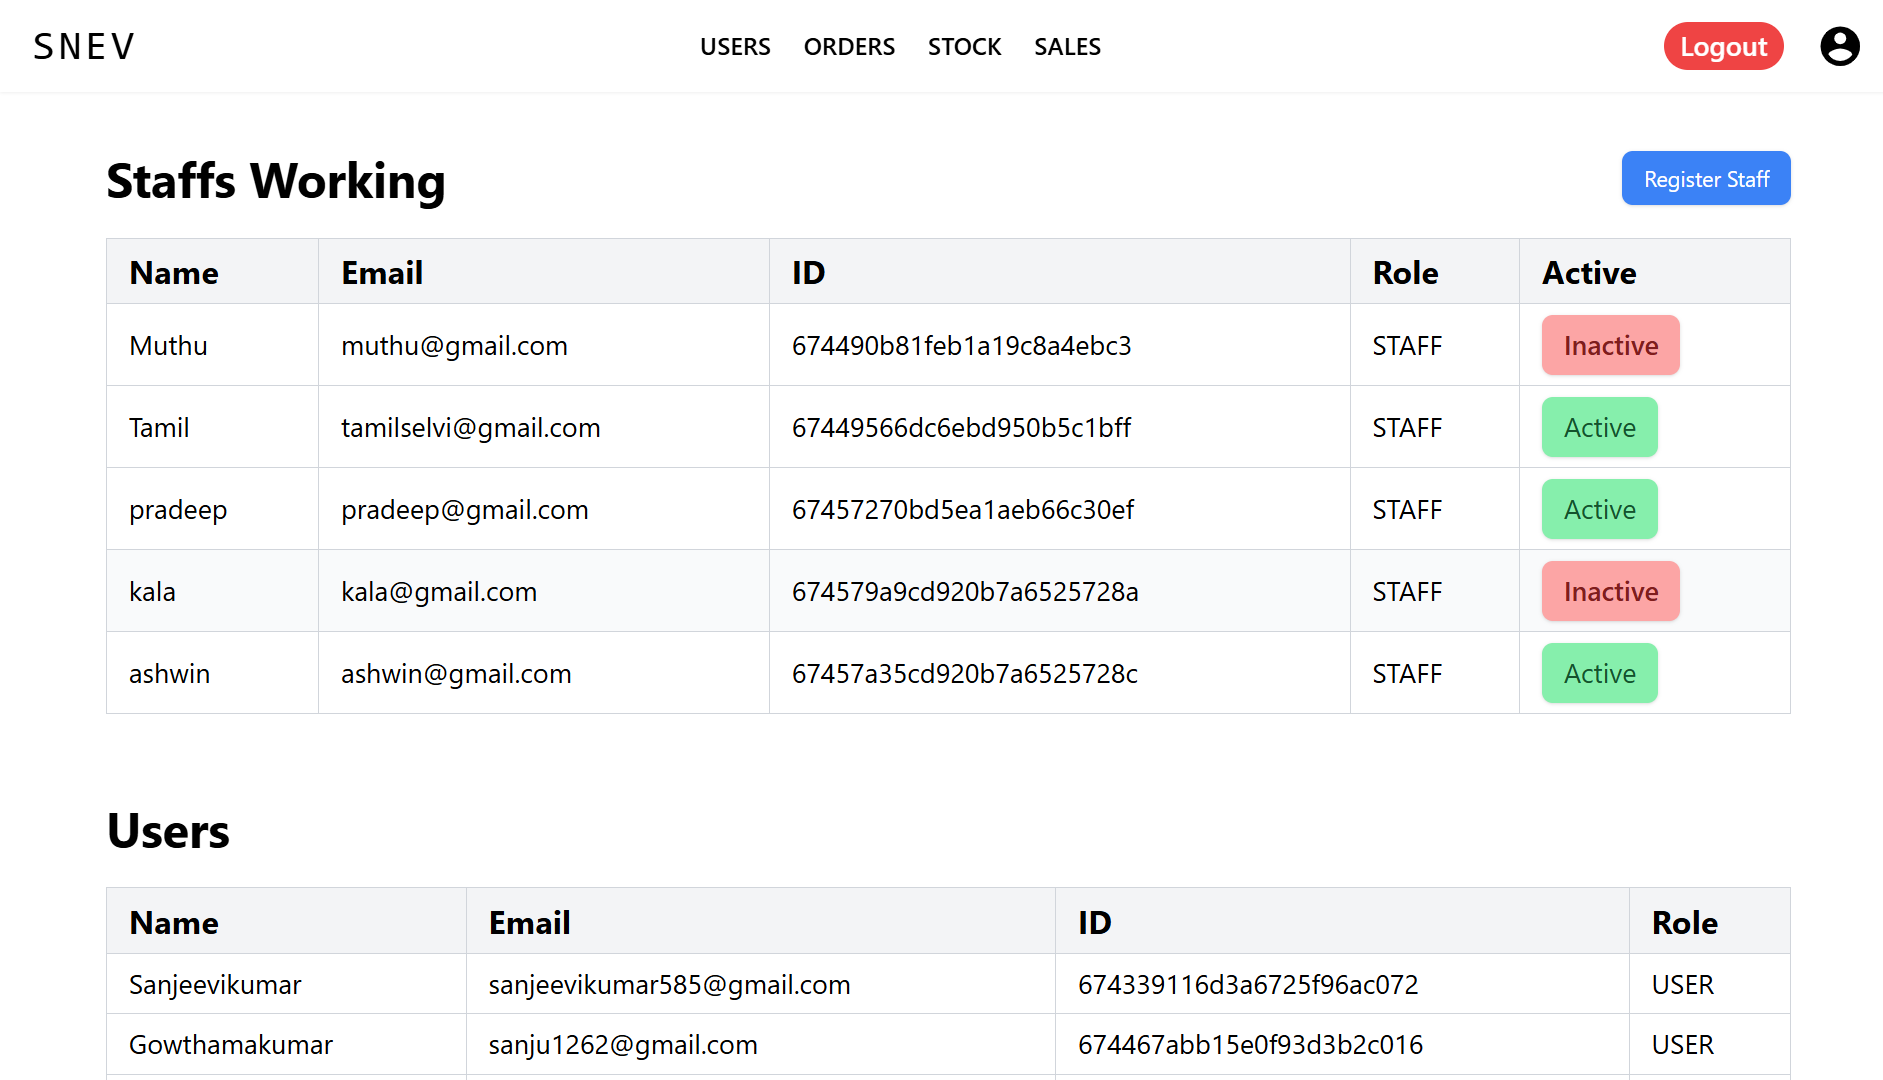 SNEV USERS ORDERS STOCK SALES Logout
Staffs Working Register Staff
Name Email ID Role Active
Muthu muthu@gmail.com 674490b81feb1a19c8a4ebc3 STAFF Inactive
Tamil tamilselvi@gmail.com 67449566dc6ebd950b5c1bff STAFF Active
pradeep pradeep@gmail.com 67457270bd5ea1aeb66c30ef STAFF Active
kala kala@gmail.com 674579a9cd920b7a6525728a STAFF Inactive
ashwin ashwin@gmail.com 67457a35cd920b7a6525728c STAFF Active
Users
Name Email ID Role
Sanjeevikumar sanjeevikumar585@gmail.com 674339116d3a6725f96ac072 USER
Gowthamakumar sanju1262@gmail.com 674467abb15e0f93d3b2c016 USER